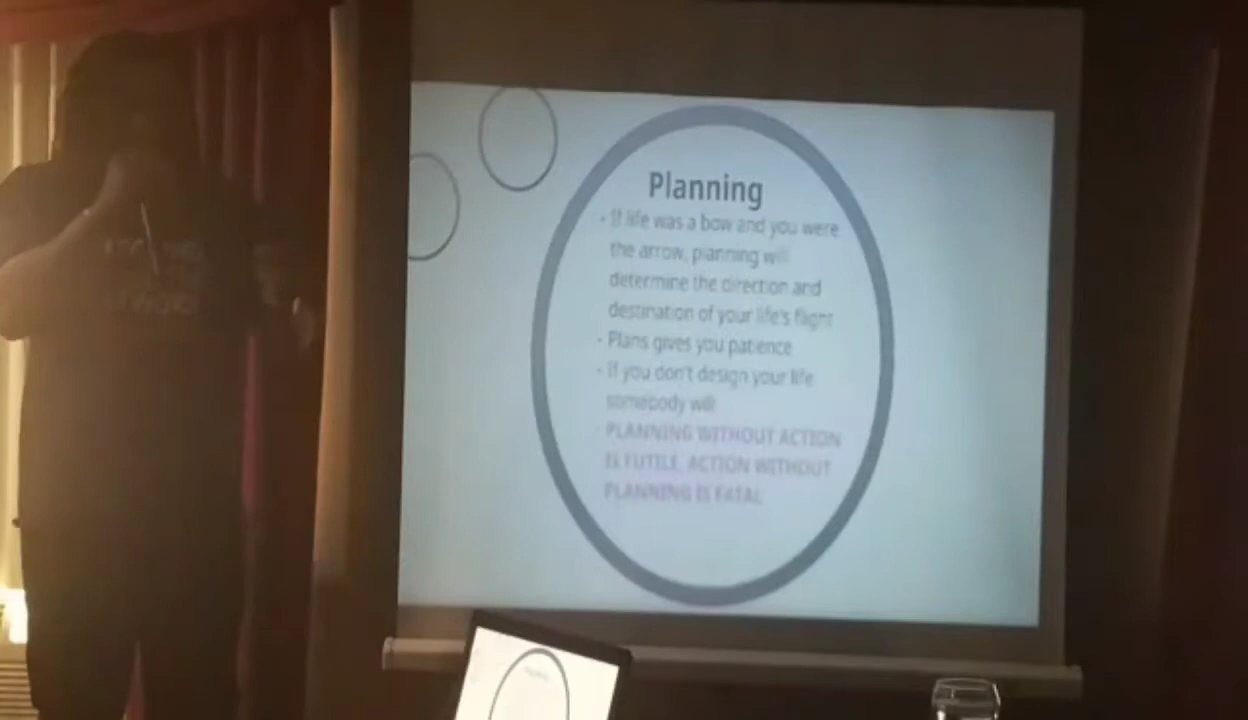 Planning
- If life was a bow and you were
the arrow, planning will
determine the direction and
destination of your life's flight
- Plans gives you patience
- If you don't design your life
somebody will
- PLANNING WITHOUT ACTION
IS FUTILE, ACTION WITHOUT
PLANNING IS FATAL